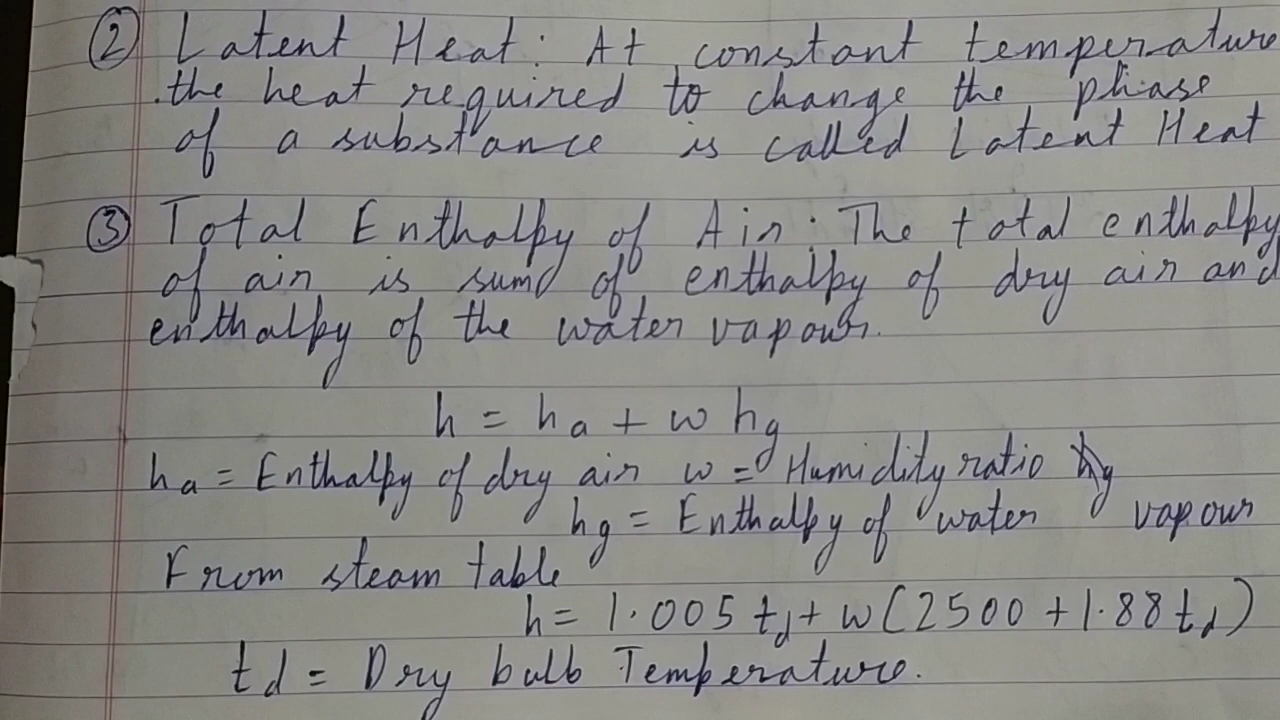 ② Latent Heat: At constant temperature
the heat required to change the phase
of a substance is called Latent Heat
③ Total Enthalpy of Air: The total enthalpy
of air is sum of enthalpy of dry air and
enthalpy of the water vapour.
h = ha + w hg
ha = Enthalpy of dry air w = Humidity ratio
hg = Enthalpy of water vapour
From steam table
h = 1.005 td + w (2500 + 1.88 td)
td = Dry bulb Temperature.